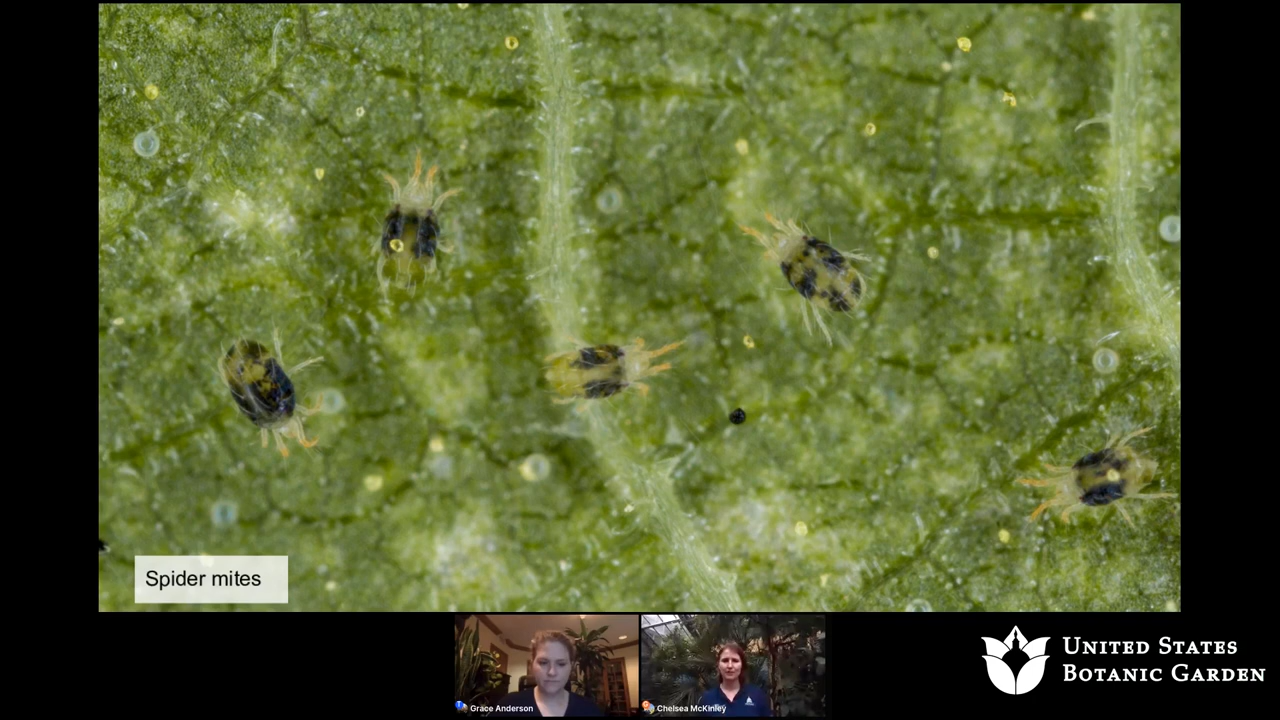 Spider mites
Grace Anderson
Chelsea McKinley
United States
Botanic Garden